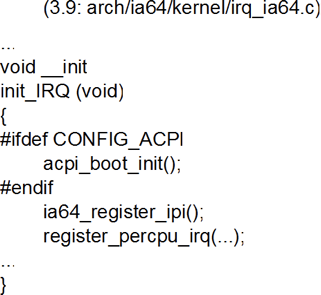 (3.9: arch/ia64/kernel/irq_ia64.c)
...
void __init
init_IRQ (void)
{
#ifdef CONFIG_ACPI
acpi_boot_init();
#endif
ia64_register_ipi();
register_percpu_irq(...);
...
}